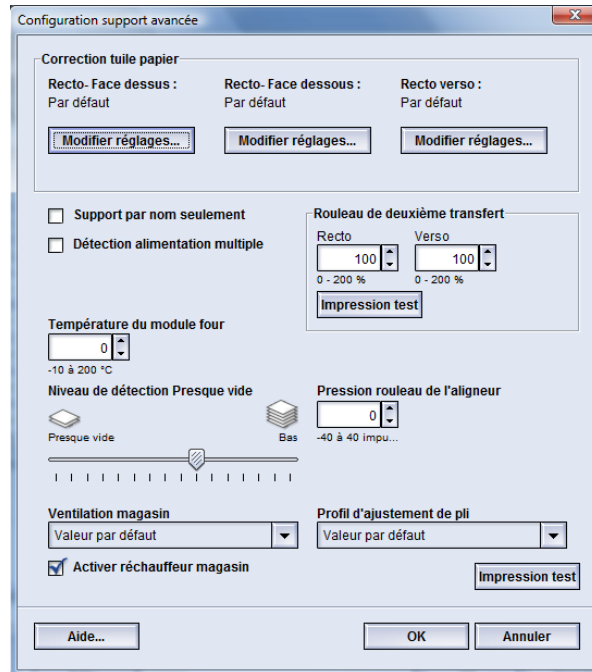 Configuration support avancée
Correction tuile papier
Recto- Face dessus :
Par défaut
Modifier réglages...
Recto- Face dessous :
Par défaut
Modifier réglages...
Recto verso :
Par défaut
Modifier réglages...
Support par nom seulement
Détection alimentation multiple
Rouleau de deuxième transfert
Recto Verso
100 100
0 - 200 % 0 - 200 %
Impression test
Température du module four
0
-10 à 200 °C
Niveau de détection Presque vide
Presque vide Bas
Pression rouleau de l'aligneur
0
-40 à 40 impu...
Ventilation magasin
Valeur par défaut
Profil d'ajustement de pli
Valeur par défaut
Activer réchauffeur magasin
Impression test
Aide... OK Annuler